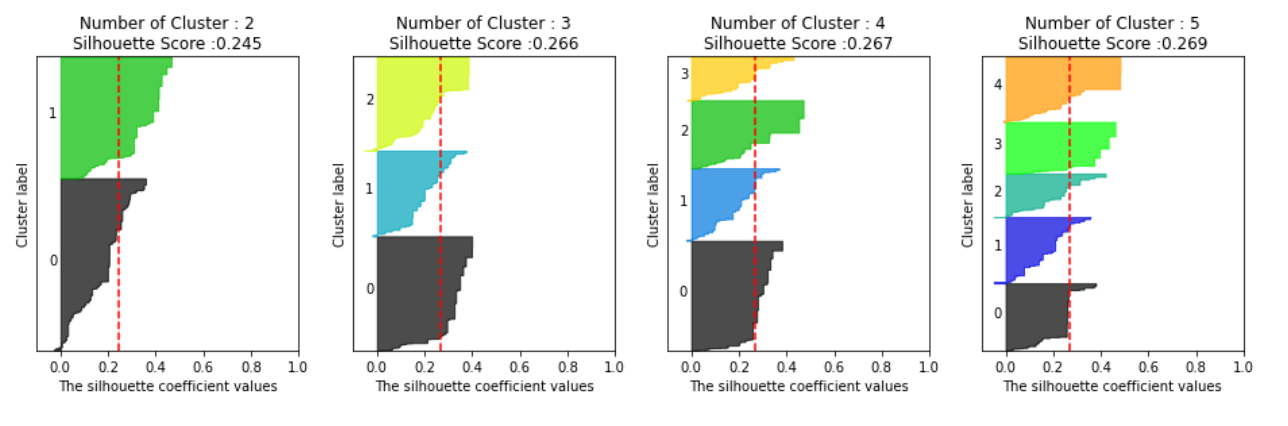 Number of Cluster : 2
Silhouette Score :0.245
Cluster label
1
0
0.0 0.2 0.4 0.6 0.8 1.0
The silhouette coefficient values
Number of Cluster : 3
Silhouette Score :0.266
Cluster label
2
1
0
0.0 0.2 0.4 0.6 0.8 1.0
The silhouette coefficient values
Number of Cluster : 4
Silhouette Score :0.267
Cluster label
3
2
1
0
0.0 0.2 0.4 0.6 0.8 1.0
The silhouette coefficient values
Number of Cluster : 5
Silhouette Score :0.269
Cluster label
4
3
2
1
0
0.0 0.2 0.4 0.6 0.8 1.0
The silhouette coefficient values